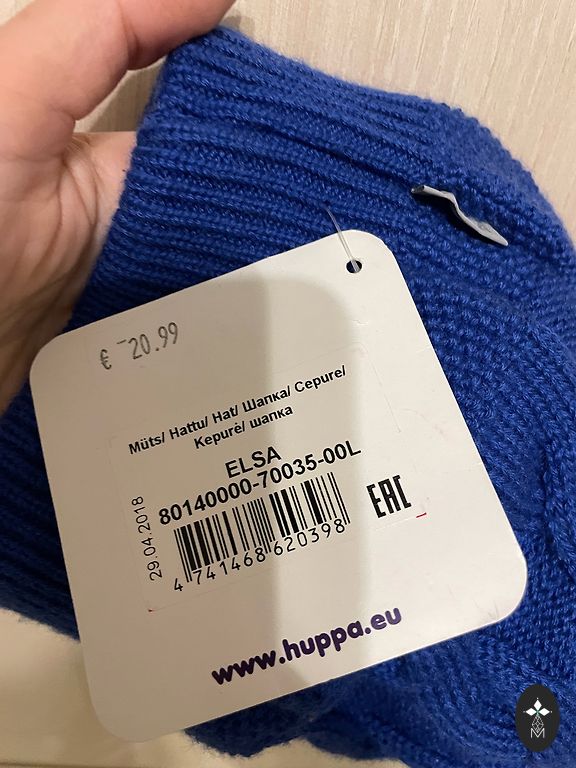 € 20.99
Müts/ Hattu/ Hat/ Шапка/ Cepure/
Kepurė/ шапка
ELSA
80140000-70035-00L
29.04.2018
4 741468 620398
EAC
www.huppa.eu
M